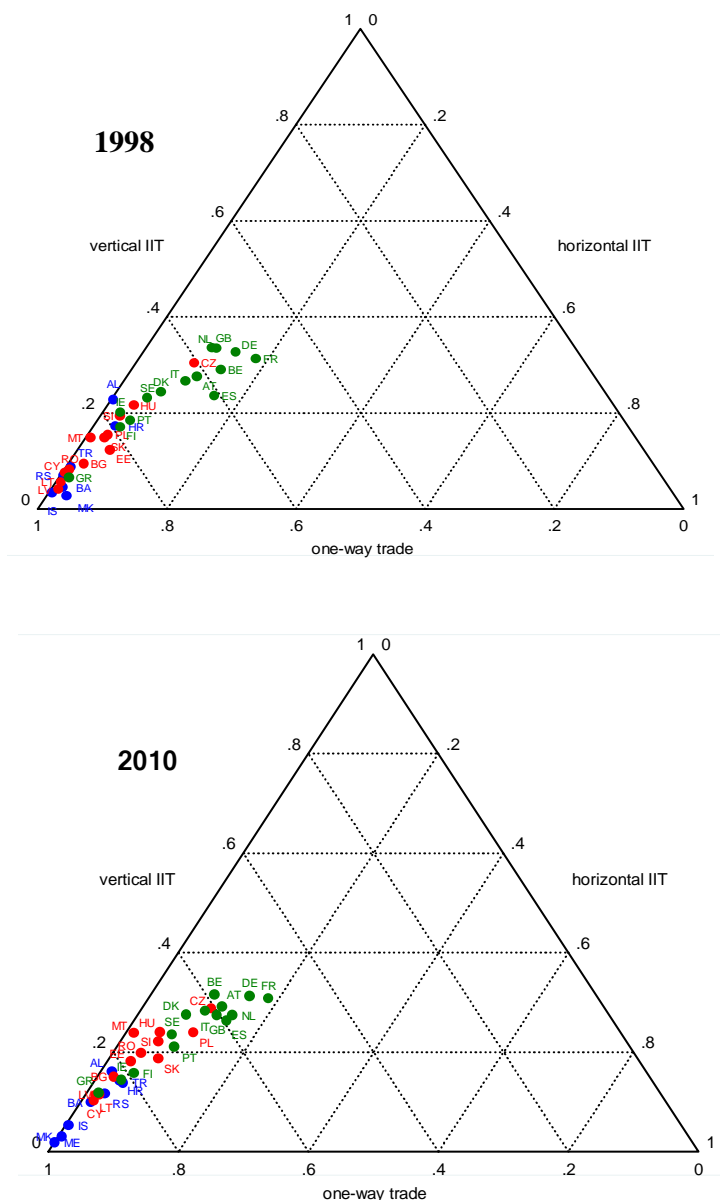 1 0
.8 .2
1998
.6 .4
vertical IIT horizontal IIT
.4 .6
NL GB DE
CZ FR
IT BE
AL SE DK AT ES
.2 IE HU .8
SI PT
MT PL HR
FI
TR SK
CY RO BG EE
RS GR
LT BA
LV
0 IS MK 1
1 .8 .6 .4 .2 0
one-way trade
1 0
.8 .2
2010
.6 .4
vertical IIT horizontal IIT
.4 .6
BE DE FR
CZ AT
DK
MT HU SE IT GB NL
ES
.2 RO SI PL .8
PT
AL IE SK
GR BG FI TR
HR
BA LT RS
CY
IS
MK ME
0 1
1 .8 .6 .4 .2 0
one-way trade